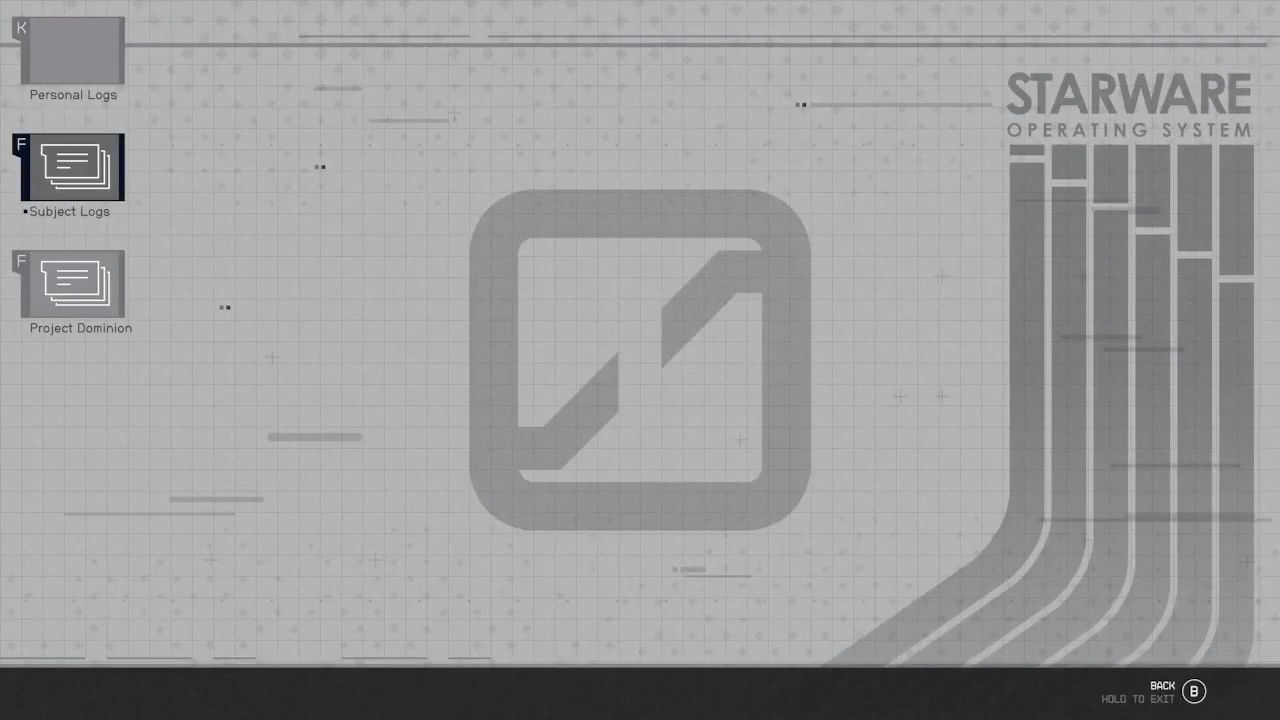 K
Personal Logs
F
Subject Logs
F
Project Dominion
STARWARE
OPERATING SYSTEM
BACK
HOLD TO EXIT
B